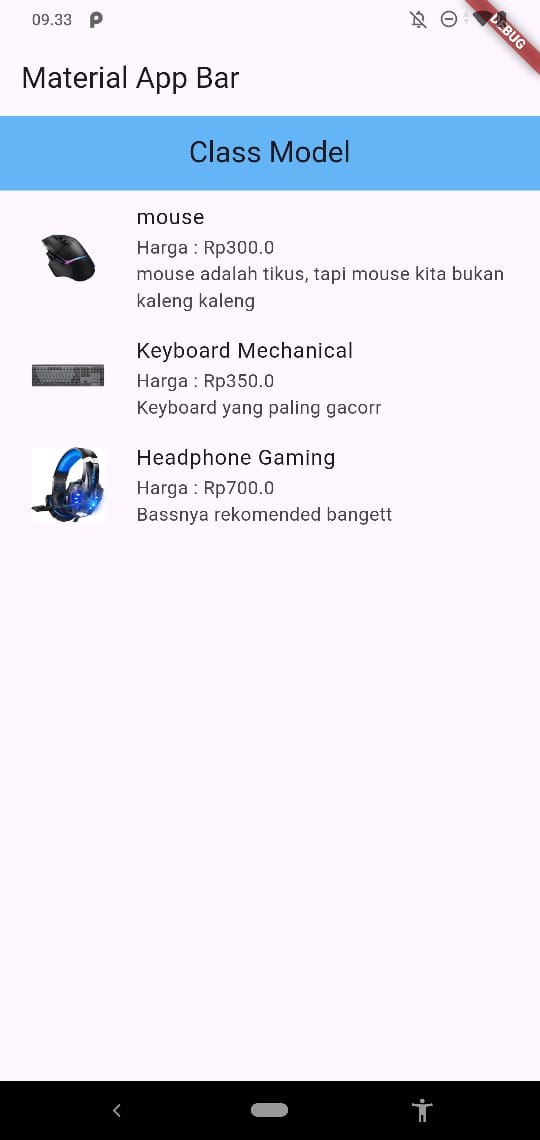 09.33
DEBUG
Material App Bar
Class Model
mouse
Harga : Rp300.0
mouse adalah tikus, tapi mouse kita bukan
kaleng kaleng
Keyboard Mechanical
Harga : Rp350.0
Keyboard yang paling gacorr
Headphone Gaming
Harga : Rp700.0
Bassnya rekomended bangett